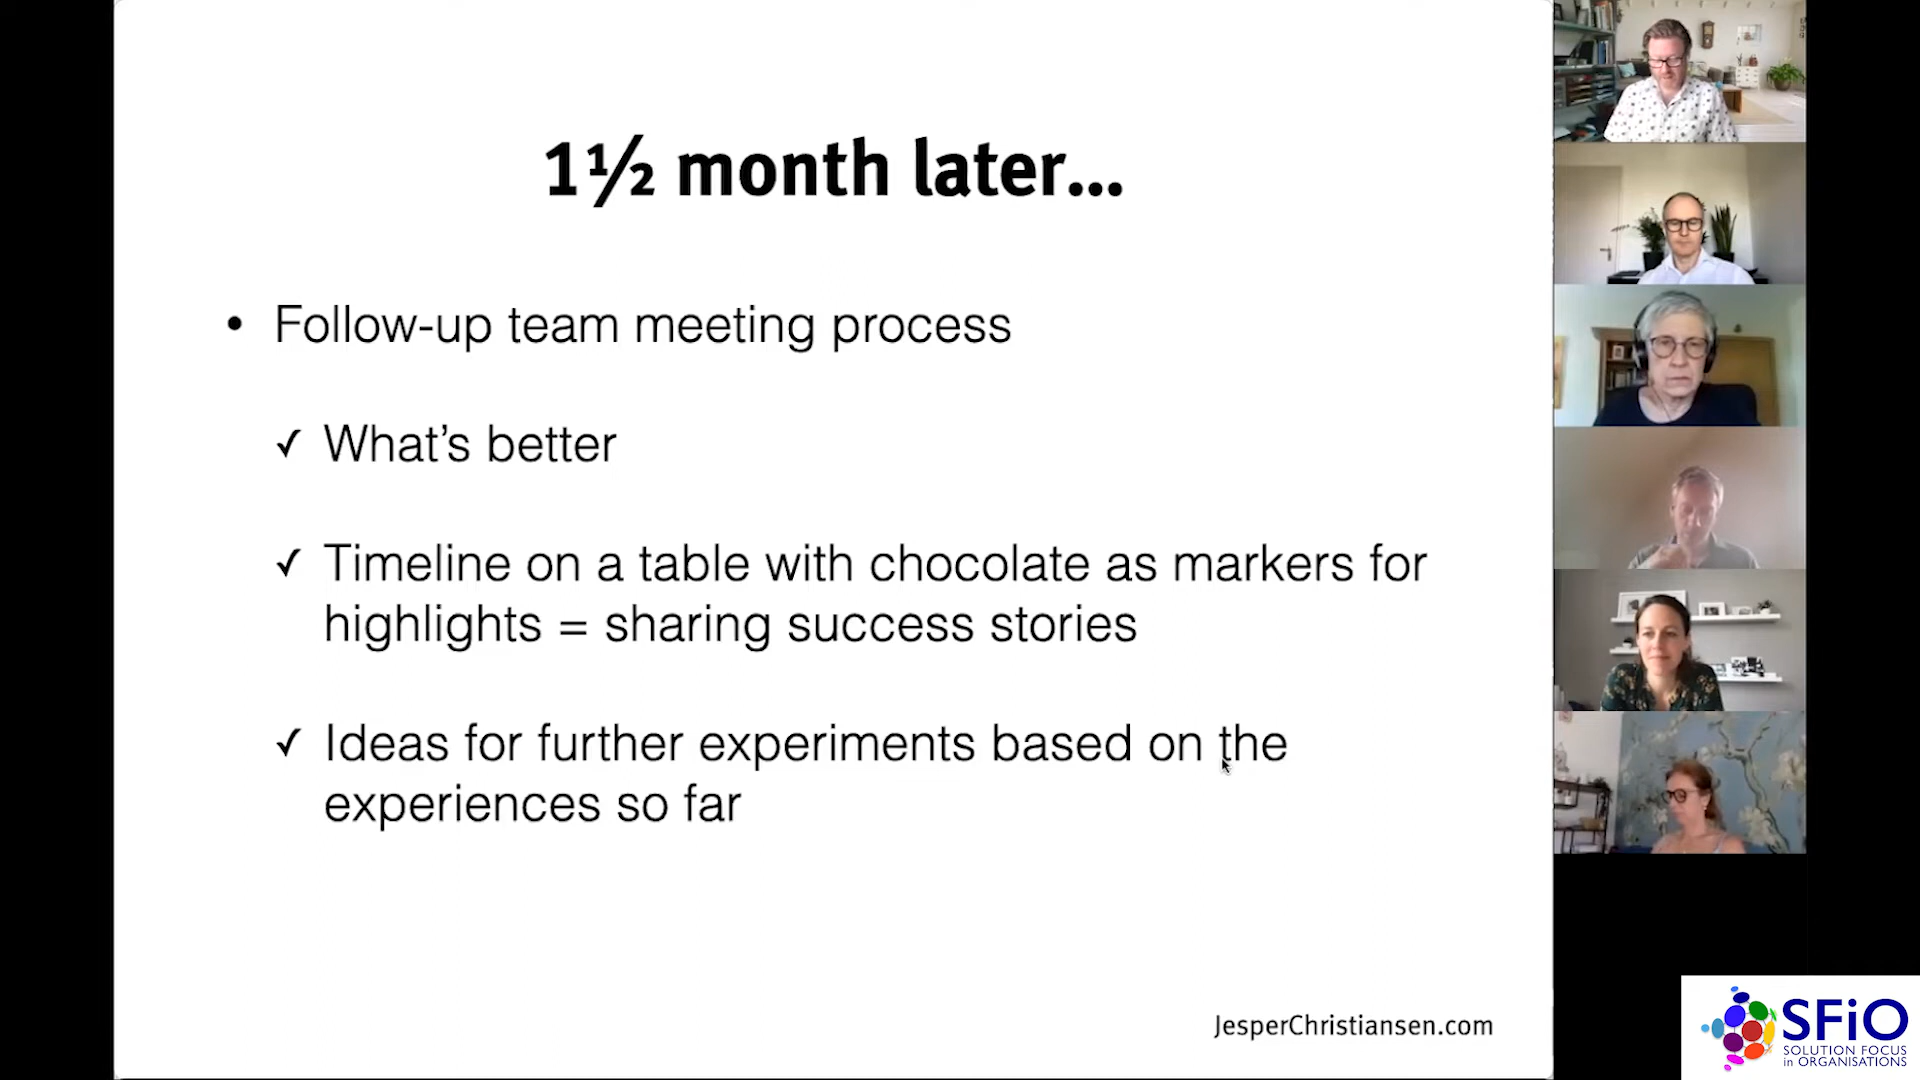 1½ month later...
• Follow-up team meeting process
✓ What's better
✓ Timeline on a table with chocolate as markers for
highlights = sharing success stories
✓ Ideas for further experiments based on the
experiences so far
JesperChristiansen.com
SFiO
SOLUTION FOCUS
in ORGANISATIONS